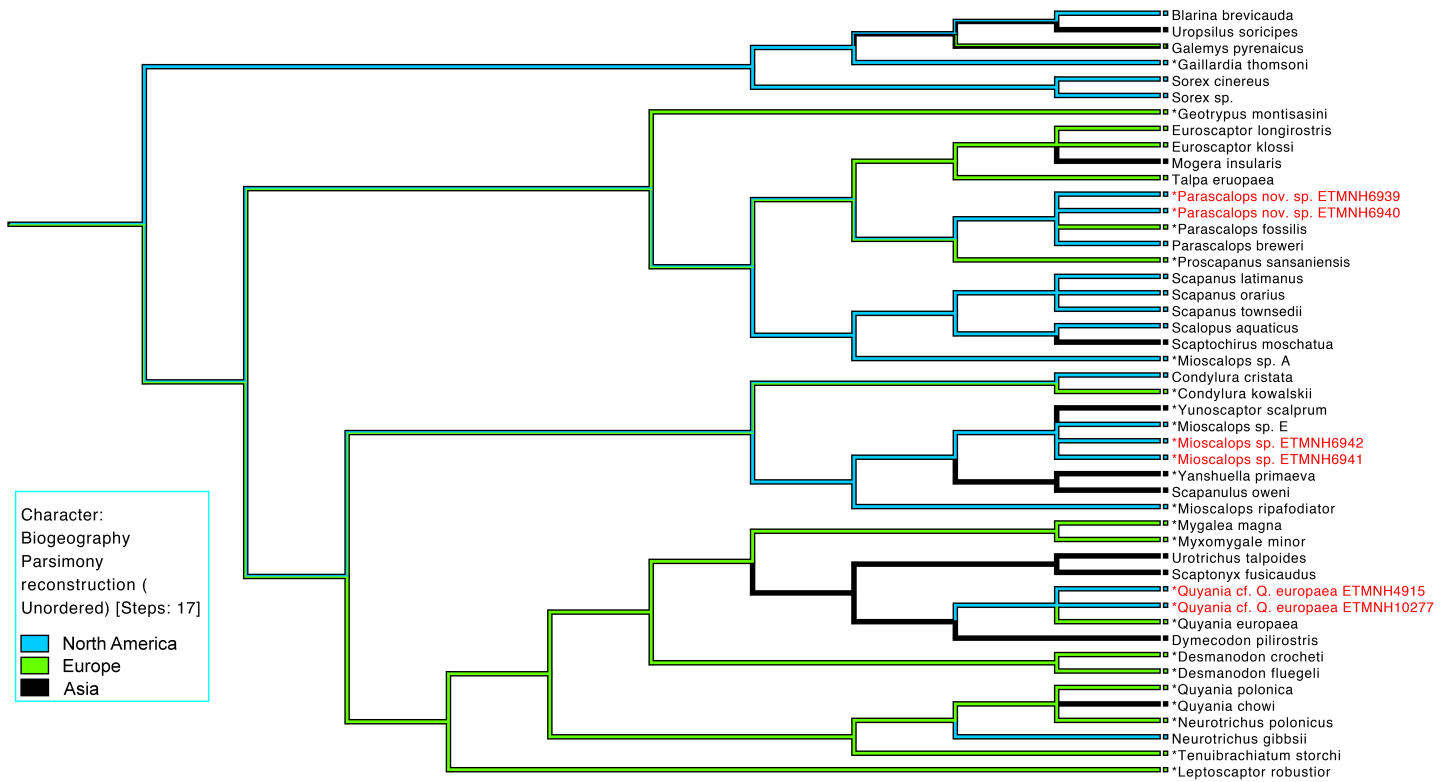 Blarina brevicauda
Uropsilus soricipes
Galemys pyrenaicus
*Gaillardia thomsoni
Sorex cinereus
Sorex sp.
*Geotrypus montisasini
Euroscaptor longirostris
Euroscaptor klossi
Mogera insularis
Talpa eruopaea
*Parascalops nov. sp. ETMNH6939
*Parascalops nov. sp. ETMNH6940
*Parascalops fossilis
Parascalops breweri
*Proscapanus sansaniensis
Scapanus latimanus
Scapanus orarius
Scapanus townsedii
Scalopus aquaticus
Scaptochirus moschatua
*Mioscalops sp. A
Condylura cristata
*Condylura kowalskii
*Yunoscaptor scalprum
*Mioscalops sp. E
*Mioscalops sp. ETMNH6942
*Mioscalops sp. ETMNH6941
*Yanshuella primaeva
Scapanulus oweni
*Mioscalops ripafodiator
*Mygalea magna
*Myxomygale minor
Urotrichus talpoides
Scaptonyx fusicaudus
*Quyania cf. Q. europaea ETMNH4915
*Quyania cf. Q. europaea ETMNH10277
*Quyania europaea
Dymecodon pilirostris
*Desmanodon crocheti
*Desmanodon fluegeli
*Quyania polonica
*Quyania chowi
*Neurotrichus polonicus
Neurotrichus gibbsii
*Tenuibrachiatum storchi
*Leptoscaptor robustior
Character:
Biogeography
Parsimony
reconstruction (
Unordered) [Steps: 17]
North America
Europe
Asia